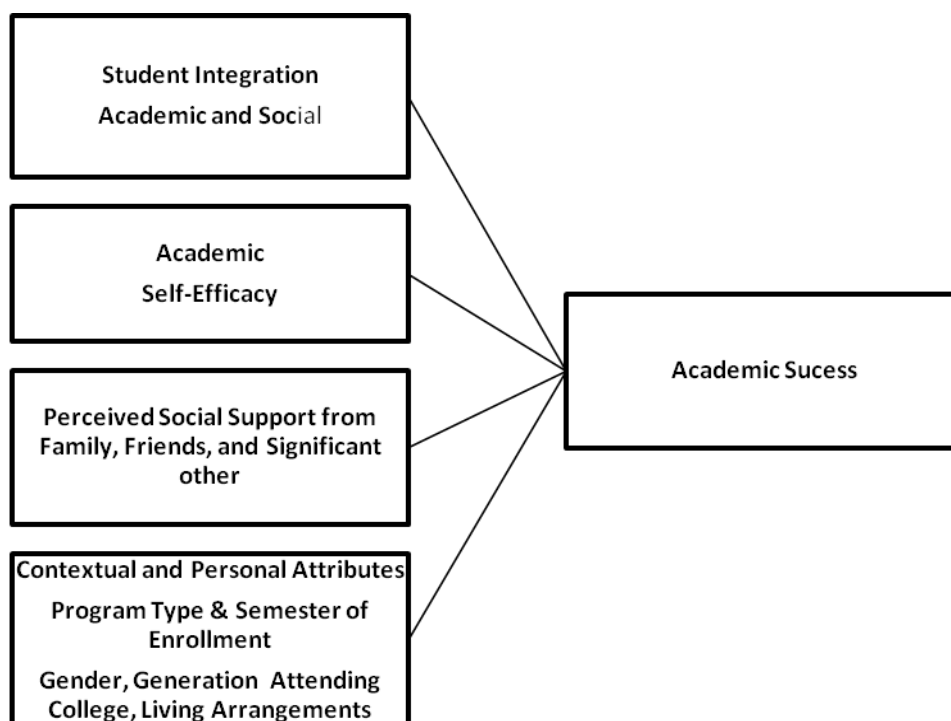 Student Integration
Academic and Social
Academic
Self-Efficacy
Perceived Social Support from
Family, Friends, and Significant
other
Contextual and Personal Attributes
Program Type & Semester of
Enrollment
Gender, Generation Attending
College, Living Arrangements
Academic Sucess